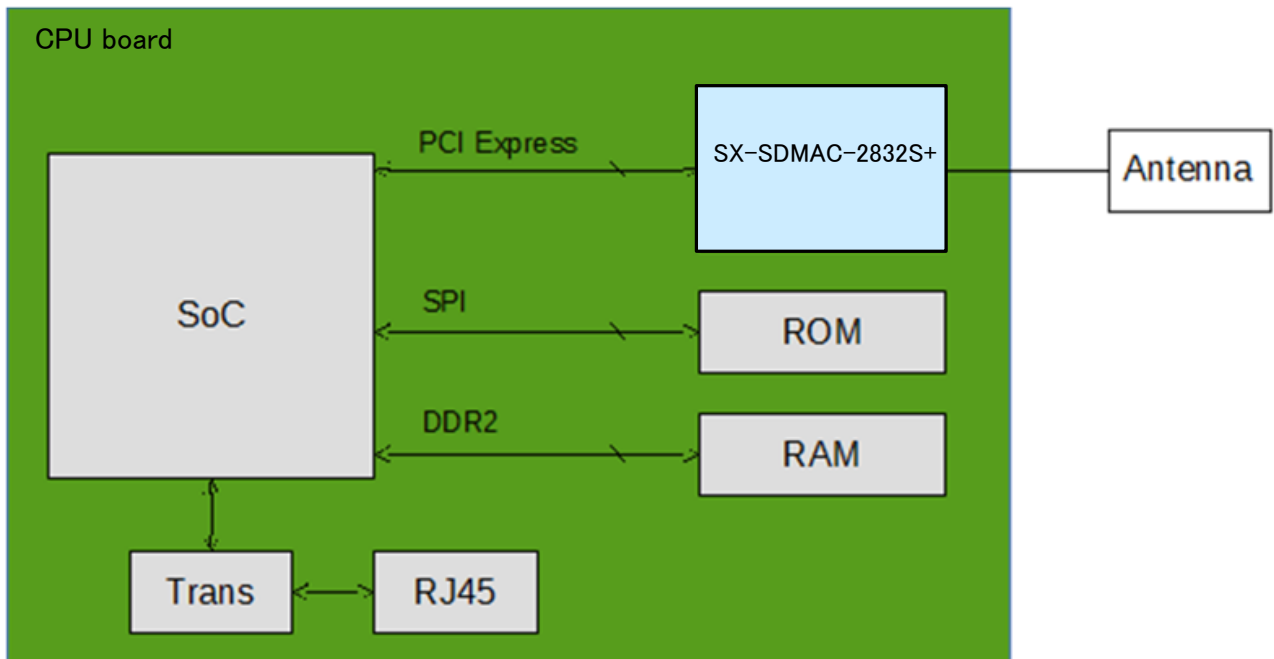 CPU board
PCI Express
SX-SDMAC-2832S+
Antenna
SoC
SPI
ROM
DDR2
RAM
Trans
RJ45